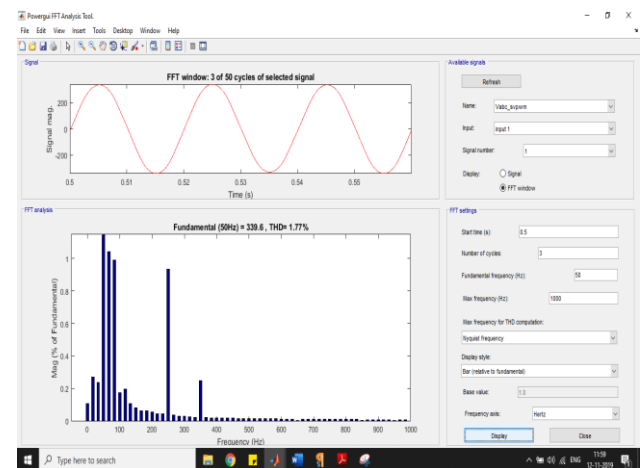 Powergui FFT Analysis Tool.
File Edit View Insert Tools Desktop Window Help
Signal
FFT window: 3 of 50 cycles of selected signal
Signal mag.
200
0
-200
0.5 0.51 0.52 0.53 0.54 0.55
Time (s)
FFT analysis
Fundamental (50Hz) = 339.6 , THD= 1.77%
Mag (% of Fundamental)
1
0.8
0.6
0.4
0.2
0
0 100 200 300 400 500 600 700 800 900 1000
Frequency (Hz)
Available signals
Refresh
Name: Vabc_svpwm
Input: input 1
Signal number: 1
Display: Signal
FFT window
FFT settings
Start time (s): 0.5
Number of cycles: 3
Fundamental frequency (Hz): 50
Max frequency (Hz): 1000
Max frequency for THD computation:
Nyquist frequency
Display style:
Bar (relative to fundamental)
Base value: 1.0
Frequency axis: Hertz
Display Close
Type here to search
ENG
11:59
12-11-2019